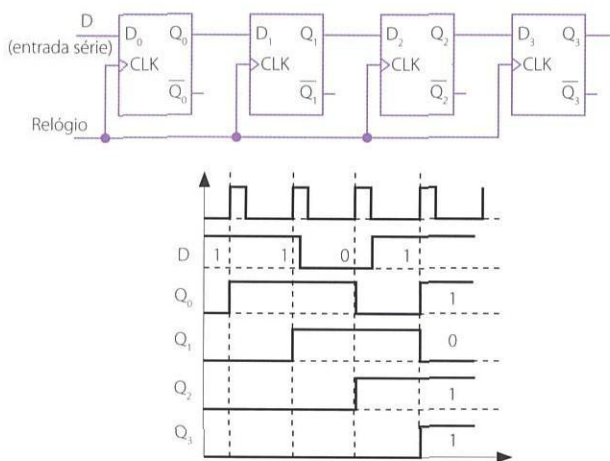 D
(entrada série)
D₀ Q₀ D₁ Q₁ D₂ Q₂ D₃ Q₃
CLK CLK CLK CLK
Q̅₀ Q̅₁ Q̅₂ Q̅₃
Relógio
D 1 1 0 1
Q₀ 1
Q₁ 0
Q₂ 1
Q₃ 1